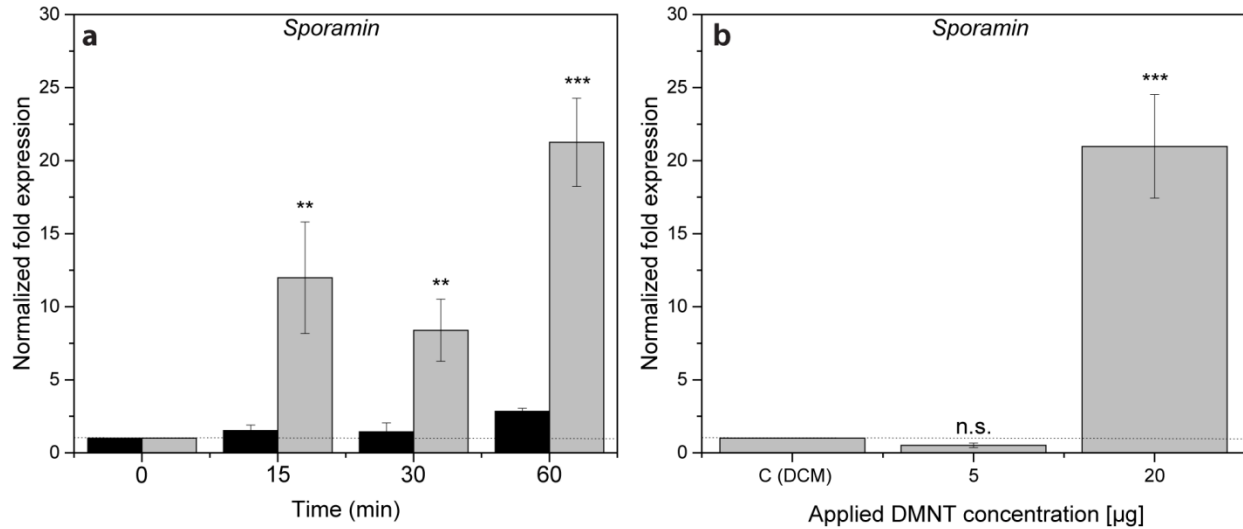 a
Sporamin
Normalized fold expression
30
25
20
15
10
5
0
**
**
***
0 15 30 60
Time (min)
b
Sporamin
Normalized fold expression
30
25
20
15
10
5
0
n.s.
***
C (DCM) 5 20
Applied DMNT concentration [µg]